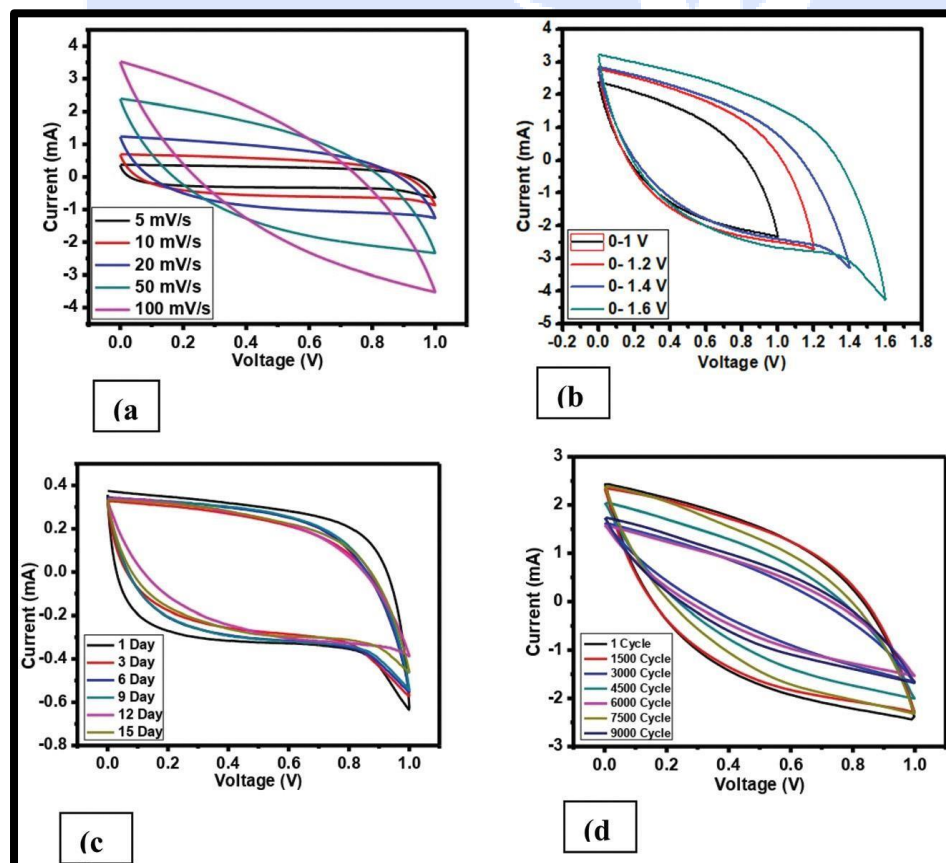 4
3
2
1
0
-1
-2
-3
-4
Current (mA)
5 mV/s
10 mV/s
20 mV/s
50 mV/s
100 mV/s
0.0 0.2 0.4 0.6 0.8 1.0
Voltage (V)
(a
4
3
2
1
0
-1
-2
-3
-4
-5
Current (mA)
0-1 V
0- 1.2 V
0- 1.4 V
0- 1.6 V
-0.2 0.0 0.2 0.4 0.6 0.8 1.0 1.2 1.4 1.6 1.8
Voltage (V)
(b
0.4
0.2
0.0
-0.2
-0.4
-0.6
-0.8
Current (mA)
1 Day
3 Day
6 Day
9 Day
12 Day
15 Day
0.0 0.2 0.4 0.6 0.8 1.0
Voltage (V)
(c
3
2
1
0
-1
-2
-3
Current (mA)
1 Cycle
1500 Cycle
3000 Cycle
4500 Cycle
6000 Cycle
7500 Cycle
9000 Cycle
0.0 0.2 0.4 0.6 0.8 1.0
Voltage (V)
(d